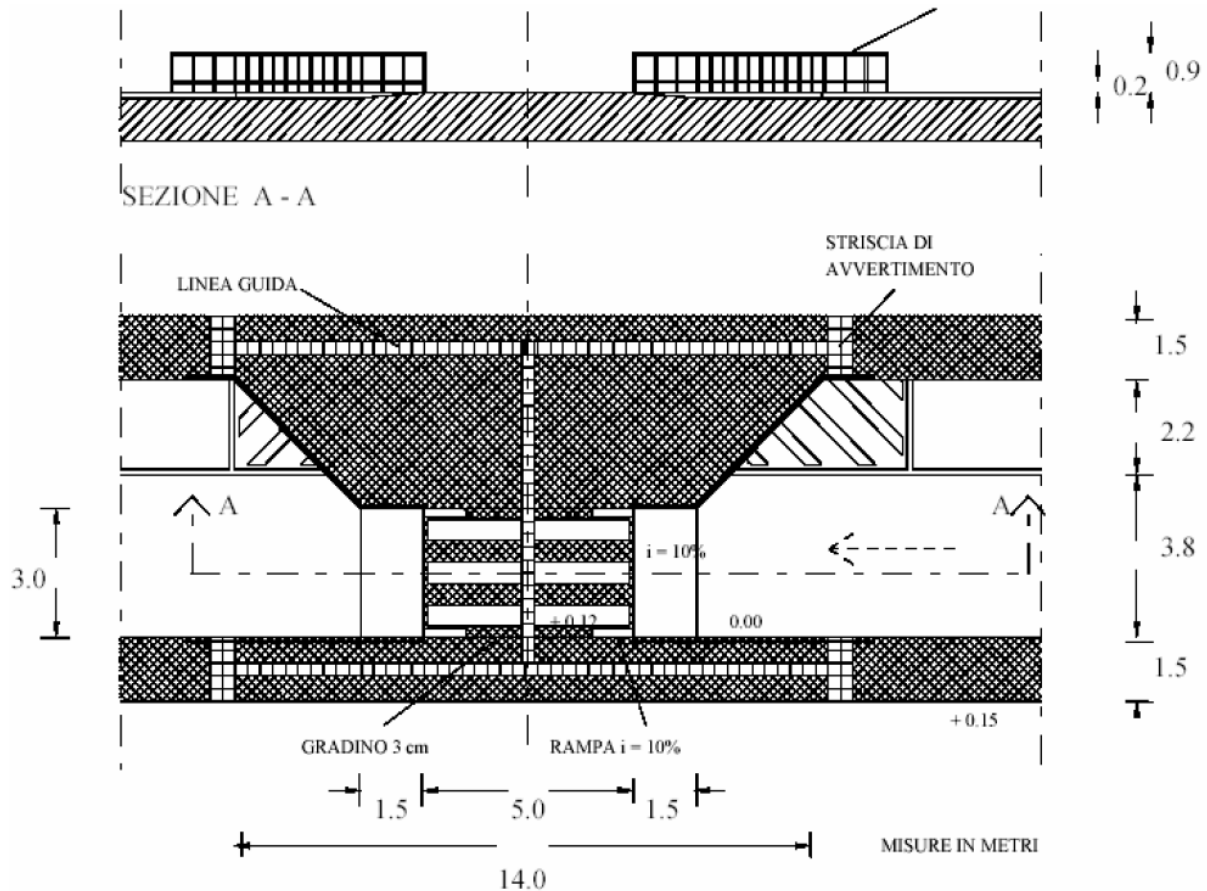 0.2
0.9
SEZIONE A - A
STRISCIA DI
AVVERTIMENTO
LINEA GUIDA
1.5
2.2
A
A
3.8
i = 10%
3.0
+ 0.12
0.00
1.5
+ 0.15
GRADINO 3 cm
RAMPA i = 10%
1.5
5.0
1.5
MISURE IN METRI
14.0